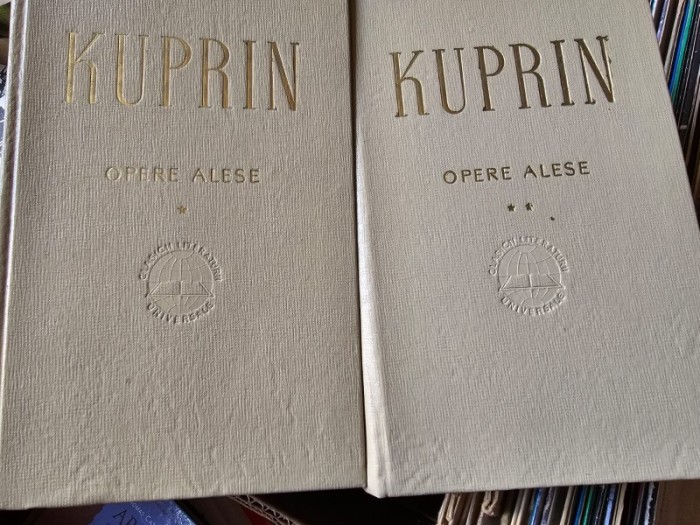 KUPRIN
OPERE ALESE
*
CLASICII LITERATURII
UNIVERSALE
KUPRIN
OPERE ALESE
**
CLASICII LITERATURII
UNIVERSALE